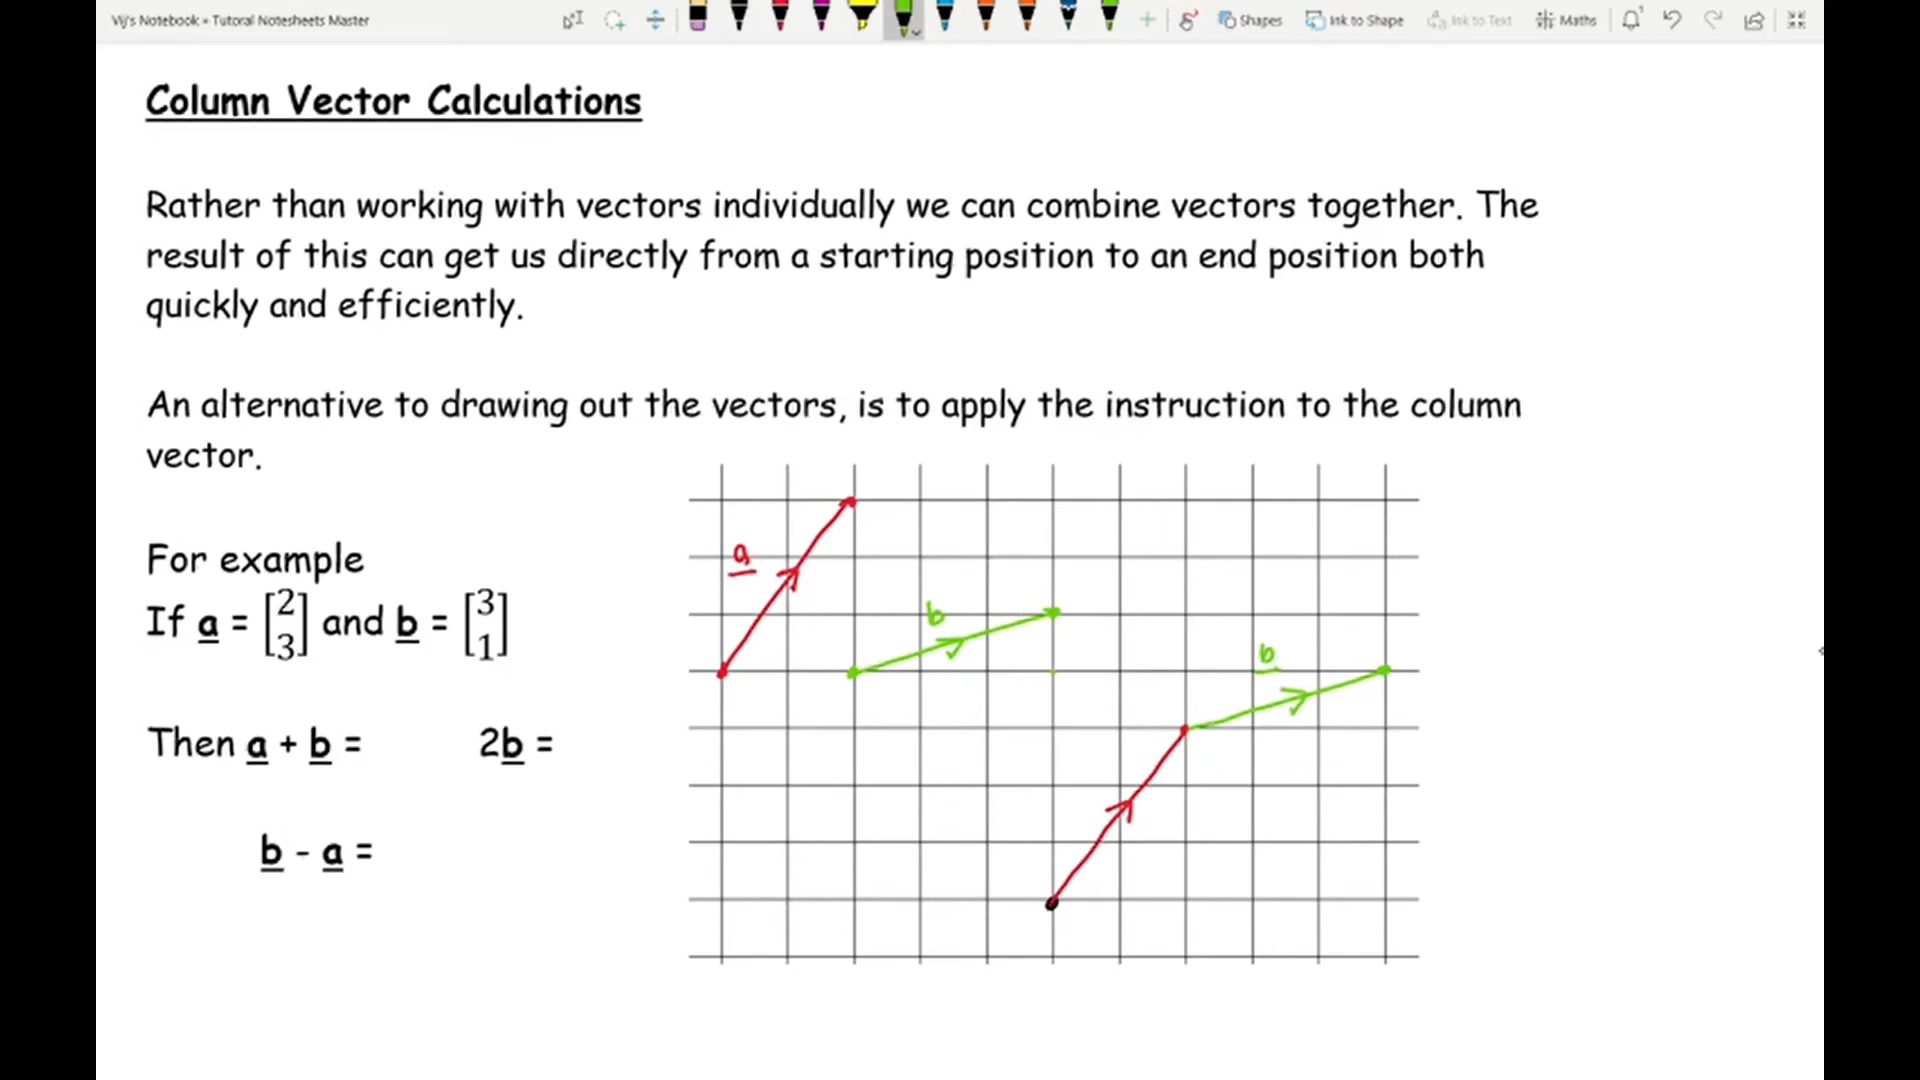 Vij's Notebook » Tutoral Notesheets Master
Shapes Ink to Shape Ink to Text Maths
Column Vector Calculations
Rather than working with vectors individually we can combine vectors together. The
result of this can get us directly from a starting position to an end position both
quickly and efficiently.
An alternative to drawing out the vectors, is to apply the instruction to the column
vector.
For example
If a = [2 3] and b = [3 1]
Then a + b = 2b =
b - a =
a
b
b